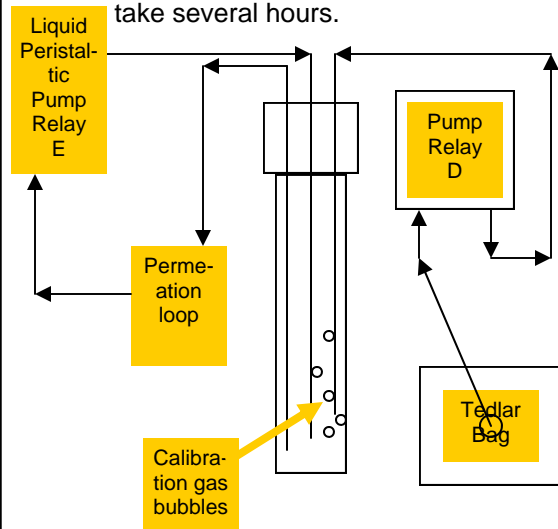 take several hours.
Liquid
Peristal-
tic
Pump
Relay
E
Pump
Relay
D
Perme-
ation
loop
Tedlar
Bag
Calibra-
tion gas
bubbles